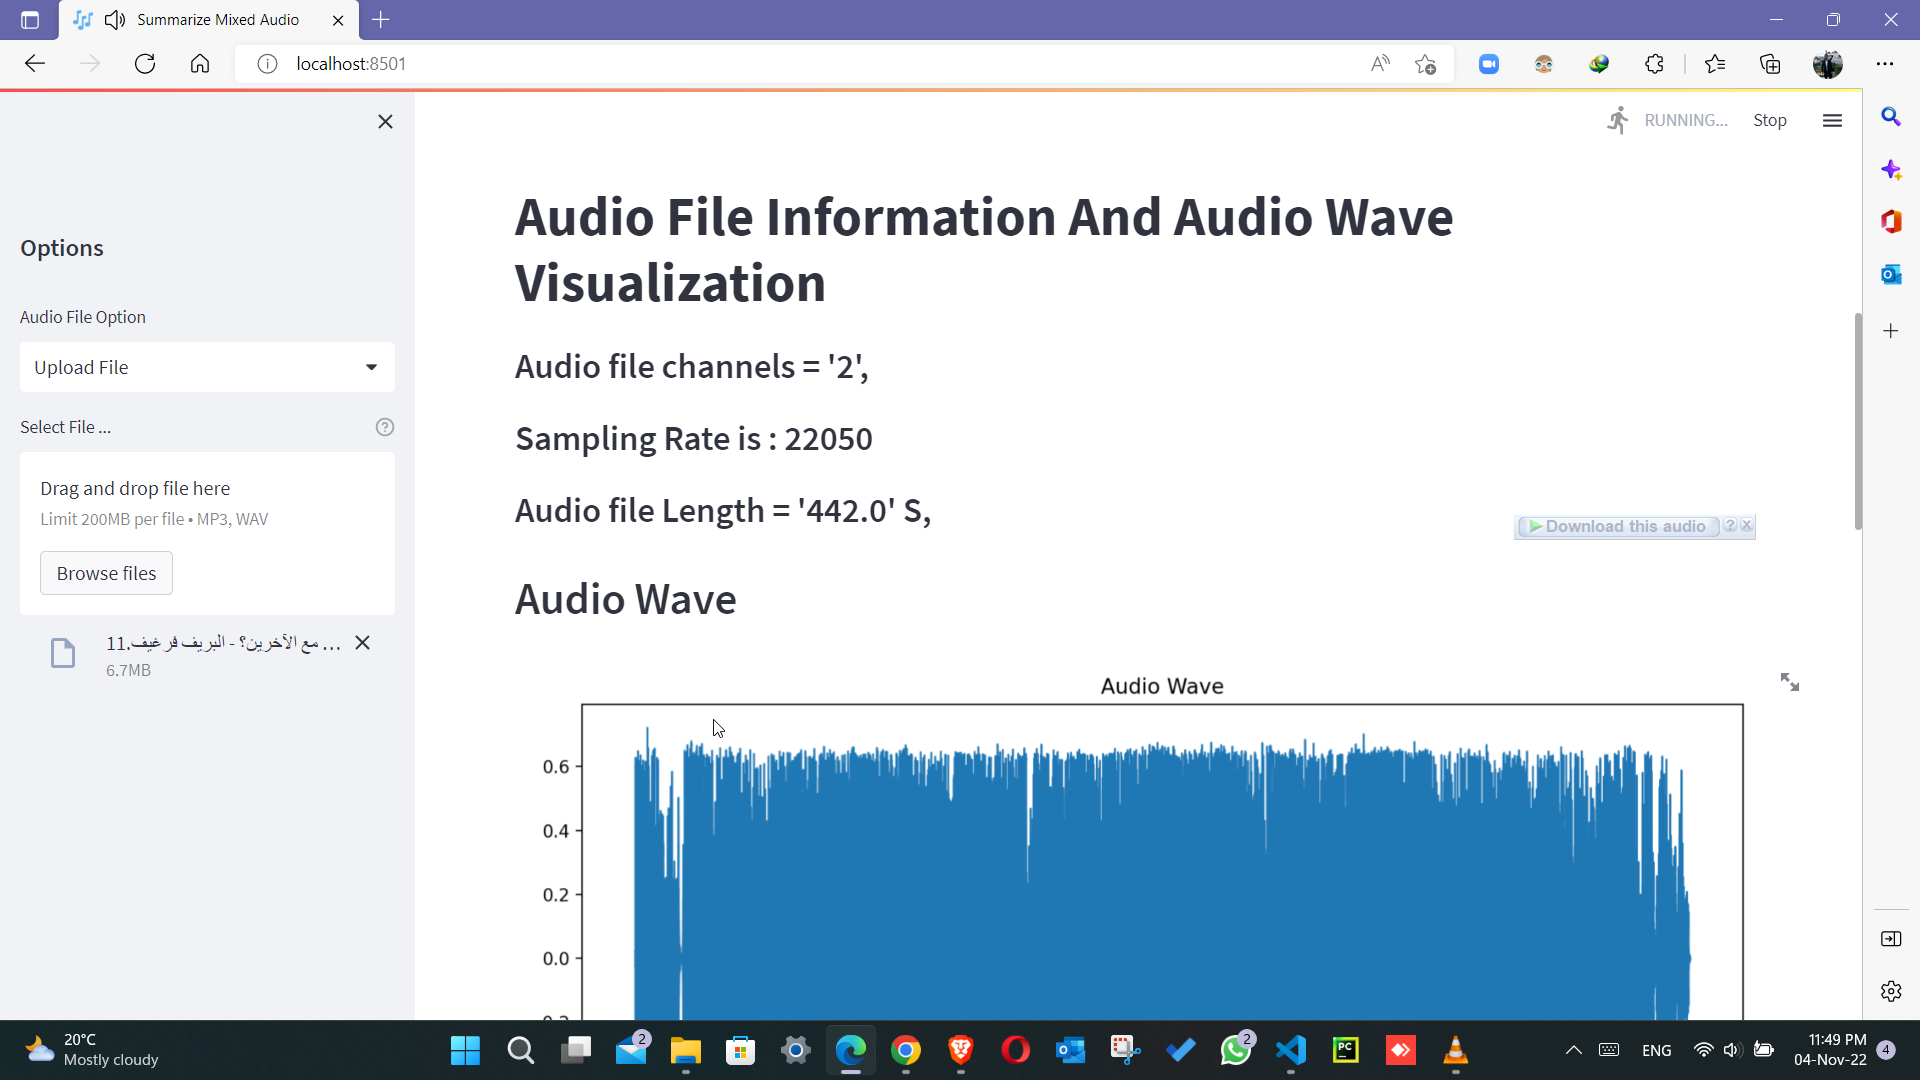 Summarize Mixed Audio
localhost:8501
RUNNING...
Stop
Options
Audio File Option
Upload File
Select File ...
Drag and drop file here
Limit 200MB per file • MP3, WAV
Browse files
11.مع الآخرين؟ - البريف فرغيف ...
6.7MB
Audio File Information And Audio Wave
Visualization
Audio file channels = '2',
Sampling Rate is : 22050
Audio file Length = '442.0' S,
Download this audio
Audio Wave
Audio Wave
0.6
0.4
0.2
0.0
20°C
Mostly cloudy
2
2
PC
ENG
11:49 PM
04-Nov-22
4